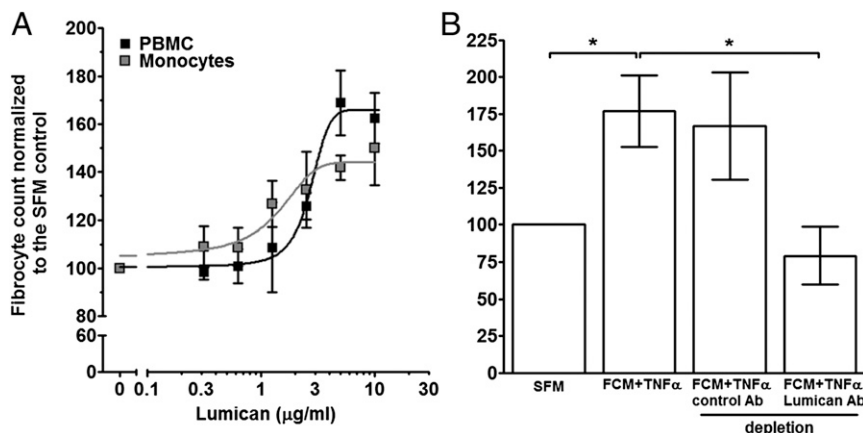 A
PBMC
Monocytes
Fibrocyte count normalized
to the SFM control
200
180
160
140
120
100
80
60
0
0
0.1
0.3
1
3
10
30
Lumican (μg/ml)
B
*
*
225
200
175
150
125
100
75
50
25
0
SFM
FCM+TNFα
FCM+TNFα
control Ab
FCM+TNFα
Lumican Ab
depletion